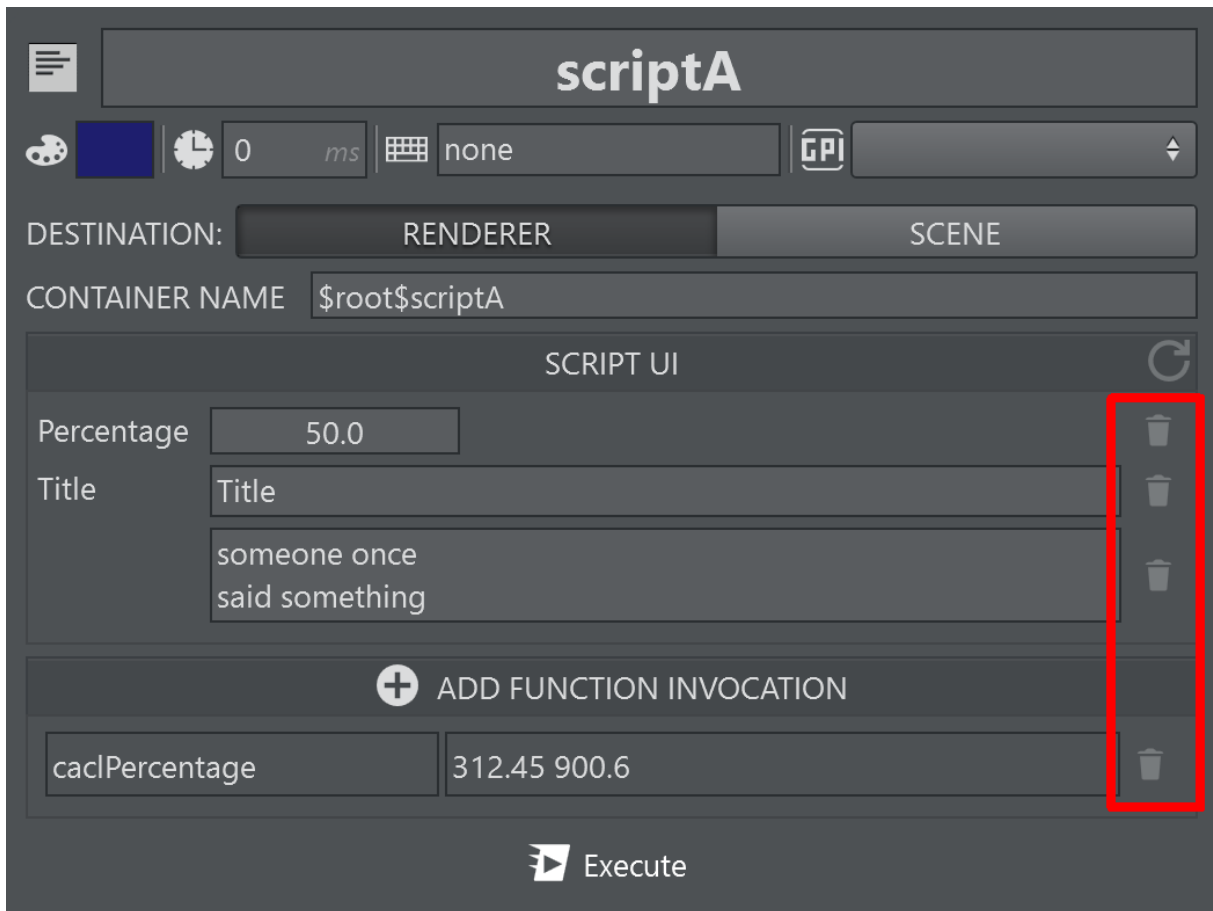 scriptA
0 ms none GPI
DESTINATION: RENDERER SCENE
CONTAINER NAME $root$scriptA
SCRIPT UI
Percentage 50.0
Title Title
someone once
said something
ADD FUNCTION INVOCATION
caclPercentage 312.45 900.6
Execute